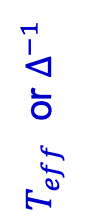 T_eff or Δ⁻¹